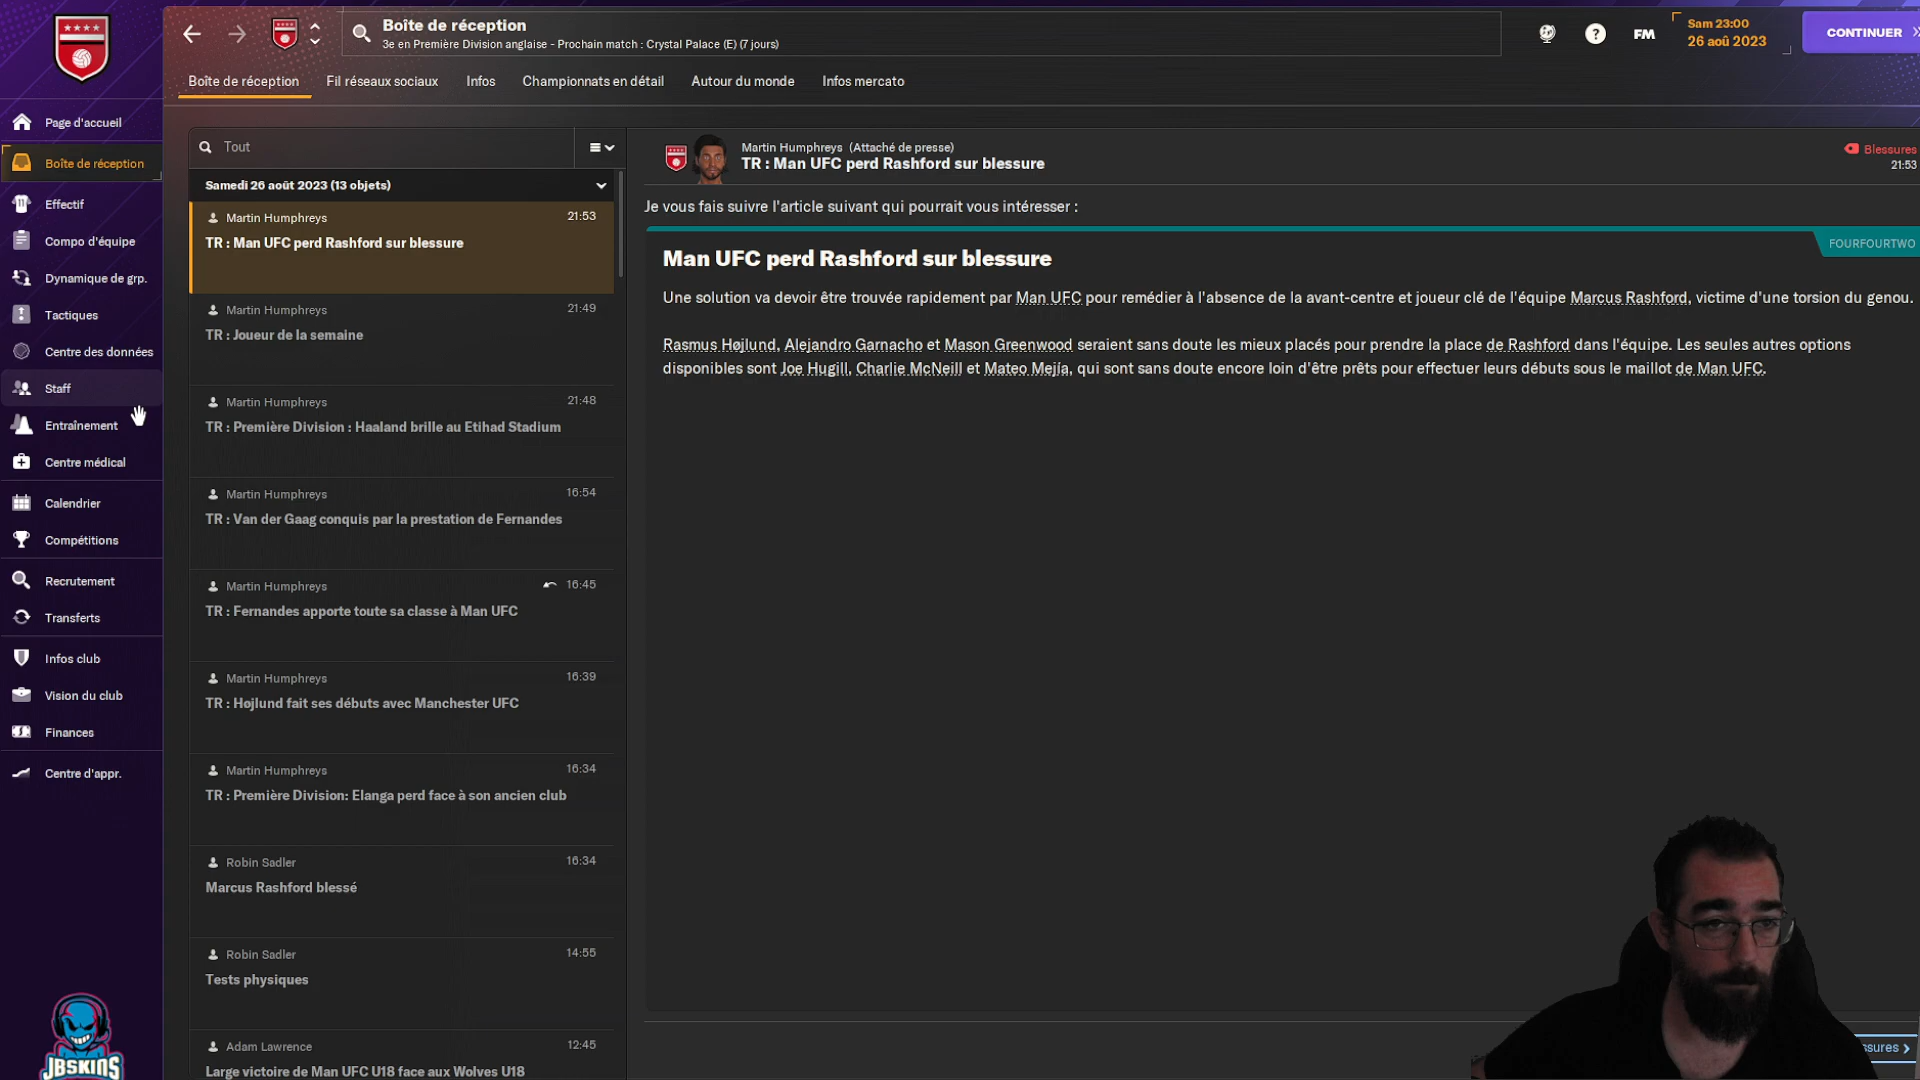 Boîte de réception
3e en Première Division anglaise - Prochain match : Crystal Palace (E) (7 jours)
FM
Sam 23:00
26 aoû 2023
CONTINUER
Boîte de réception
Fil réseaux sociaux
Infos
Championnats en détail
Autour du monde
Infos mercato
Page d'accueil
Boîte de réception
Effectif
Compo d'équipe
Dynamique de grp.
Tactiques
Centre des données
Staff
Entraînement
Centre médical
Calendrier
Compétitions
Recrutement
Transferts
Infos club
Vision du club
Finances
Centre d'appr.
JBSKINS
Tout
Samedi 26 août 2023 (13 objets)
Martin Humphreys 21:53
TR : Man UFC perd Rashford sur blessure
Martin Humphreys 21:49
TR : Joueur de la semaine
Martin Humphreys 21:48
TR : Première Division : Haaland brille au Etihad Stadium
Martin Humphreys 16:54
TR : Van der Gaag conquis par la prestation de Fernandes
Martin Humphreys 16:45
TR : Fernandes apporte toute sa classe à Man UFC
Martin Humphreys 16:39
TR : Højlund fait ses débuts avec Manchester UFC
Martin Humphreys 16:34
TR : Première Division: Elanga perd face à son ancien club
Robin Sadler 16:34
Marcus Rashford blessé
Robin Sadler 14:55
Tests physiques
Adam Lawrence 12:45
Large victoire de Man UFC U18 face aux Wolves U18
Martin Humphreys (Attaché de presse)
TR : Man UFC perd Rashford sur blessure
Blessures
21:53
Je vous fais suivre l'article suivant qui pourrait vous intéresser :
FOURFOURTWO
Man UFC perd Rashford sur blessure
Une solution va devoir être trouvée rapidement par Man UFC pour remédier à l'absence de la avant-centre et joueur clé de l'équipe Marcus Rashford, victime d'une torsion du genou.
Rasmus Højlund, Alejandro Garnacho et Mason Greenwood seraient sans doute les mieux placés pour prendre la place de Rashford dans l'équipe. Les seules autres options
disponibles sont Joe Hugill, Charlie McNeill et Mateo Mejía, qui sont sans doute encore loin d'être prêts pour effectuer leurs débuts sous le maillot de Man UFC.
ssures